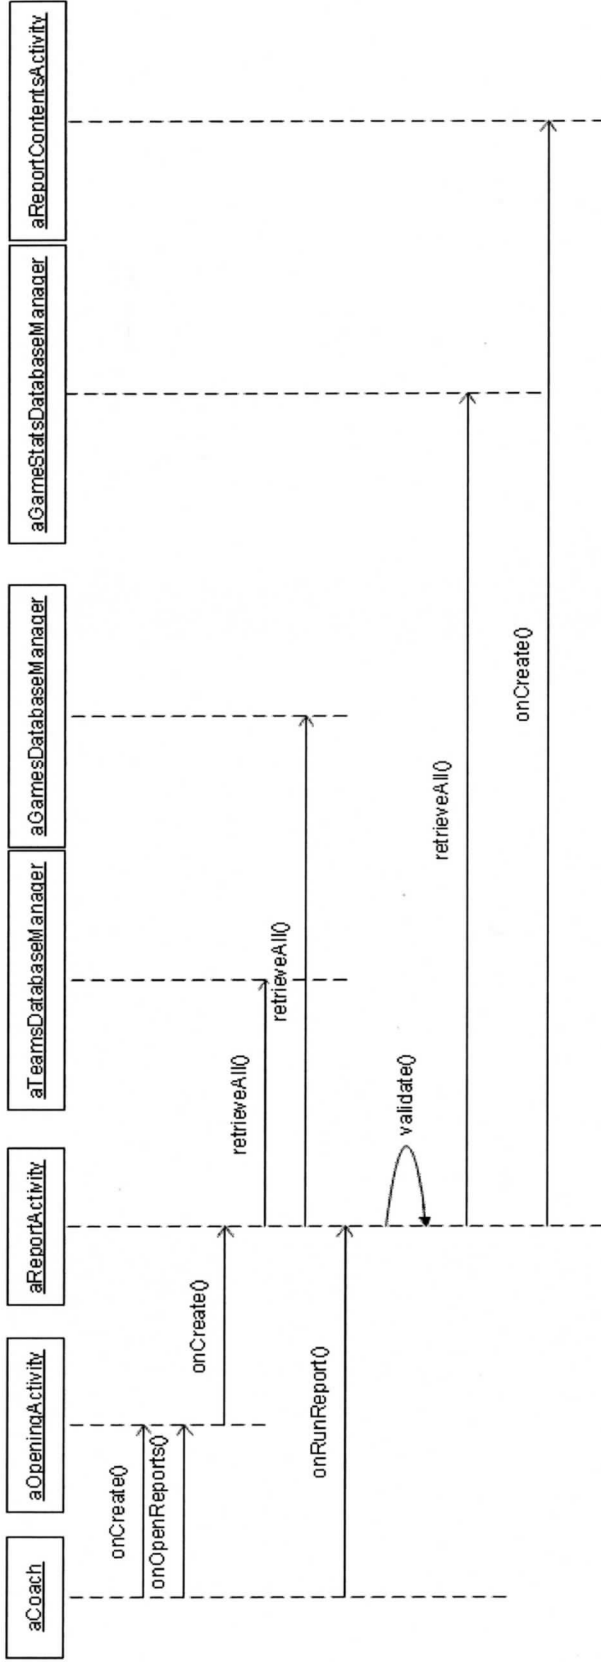 aCoach
aOpeningActivity
aReportActivity
aTeamsDatabaseManager
aGamesDatabaseManager
aGameStatsDatabaseManager
aReportContentsActivity
onCreate()
onOpenReports()
onCreate()
retrieveAll()
retrieveAll()
onRunReport()
validate()
retrieveAll()
onCreate()